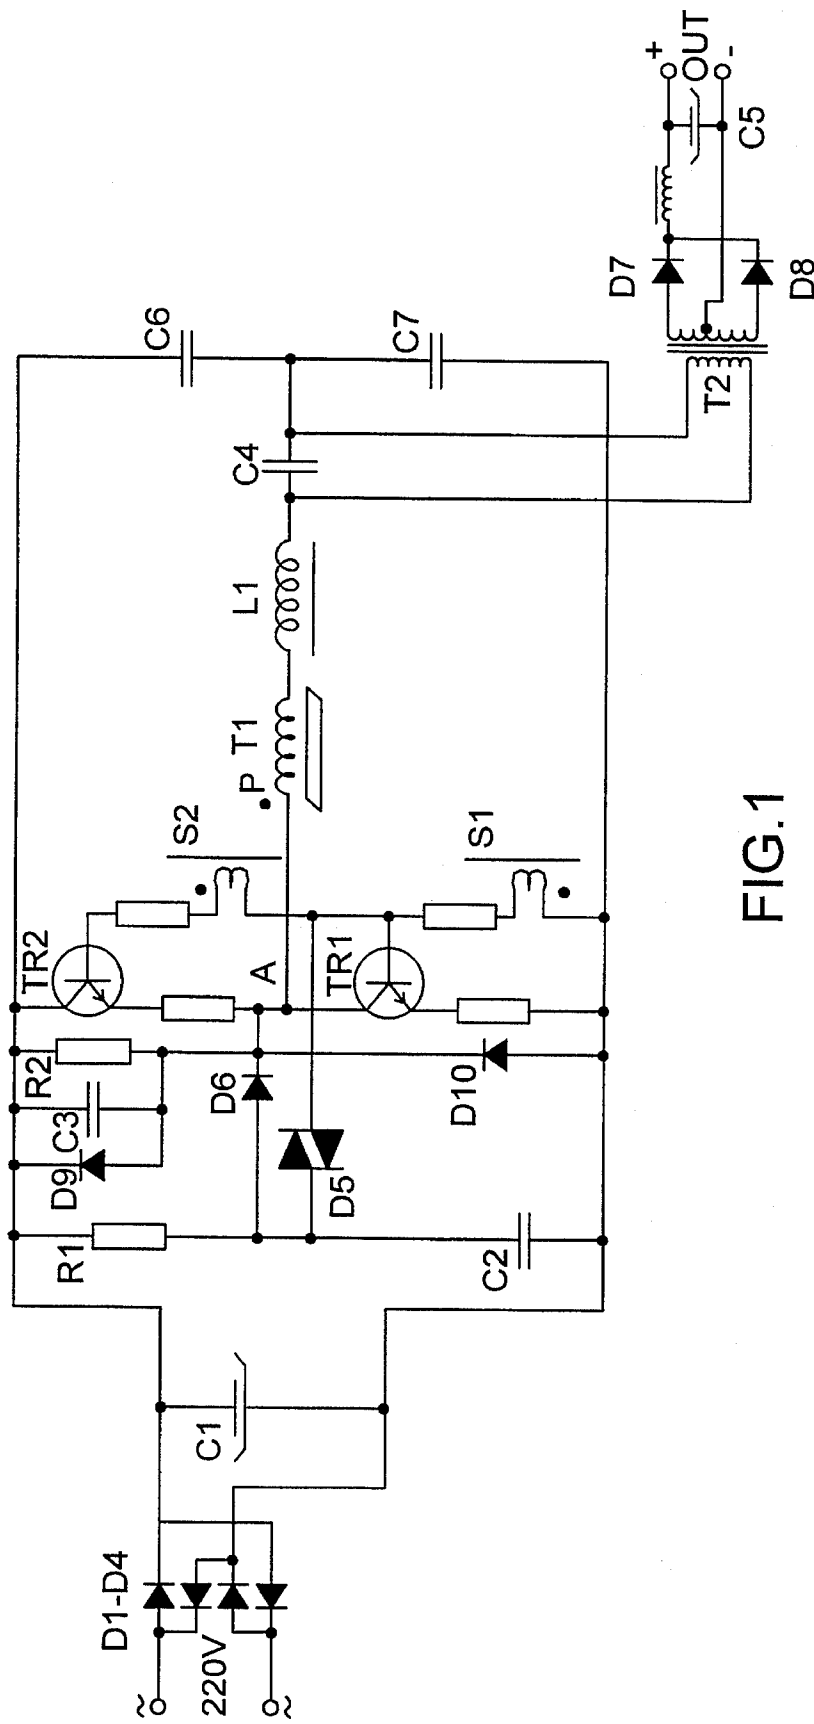 ~
220V
~
D1-D4
C1
R1
D9
C3
R2
TR2
D6
A
D5
C2
D10
TR1
S2
S1
P
T1
L1
C4
C6
C7
T2
D7
D8
+
OUT
-
C5
FIG.1